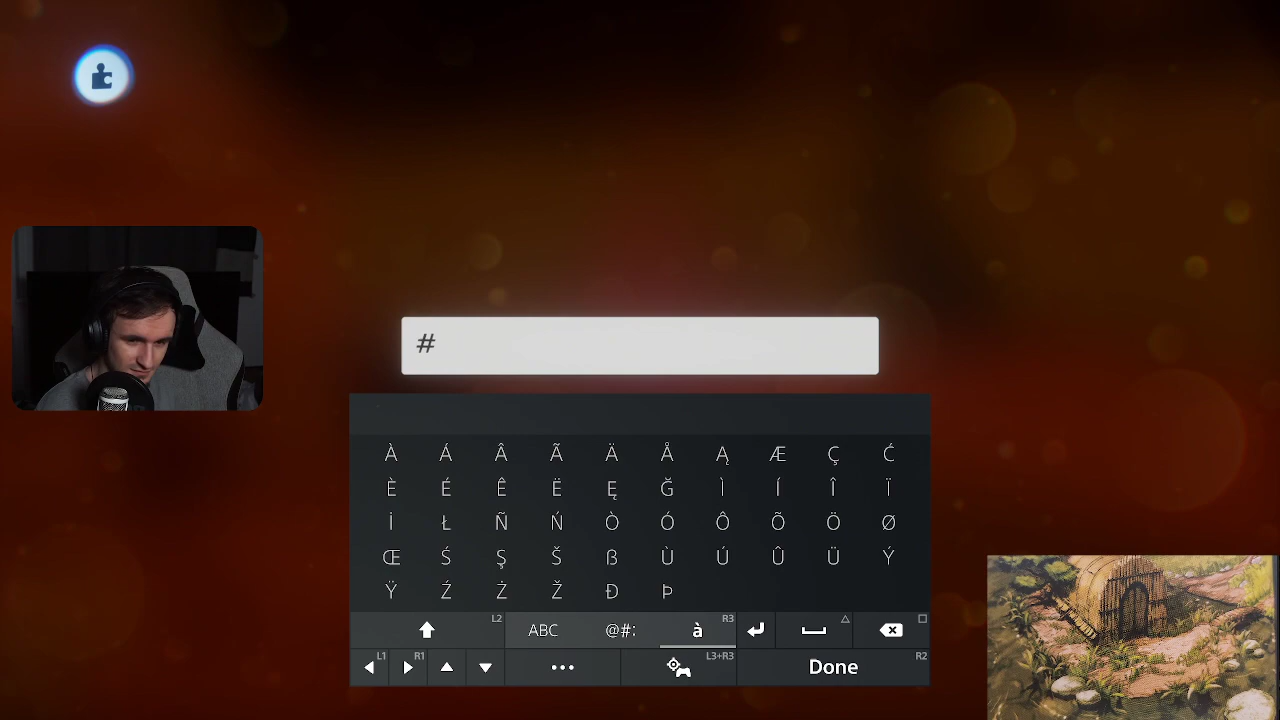 #
À Á Â Ã Ä Å Ą Æ Ç Ć
È É Ê Ë Ę Ğ Ì Í Î Ï
İ Ł Ñ Ń Ò Ó Ô Õ Ö Ø
Œ Ś Ş Š ß Ù Ú Û Ü Ý
Ÿ Ź Ż Ž Đ Þ
L2 ABC @#: à R3
L1 R1 ••• L3+R3 Done R2